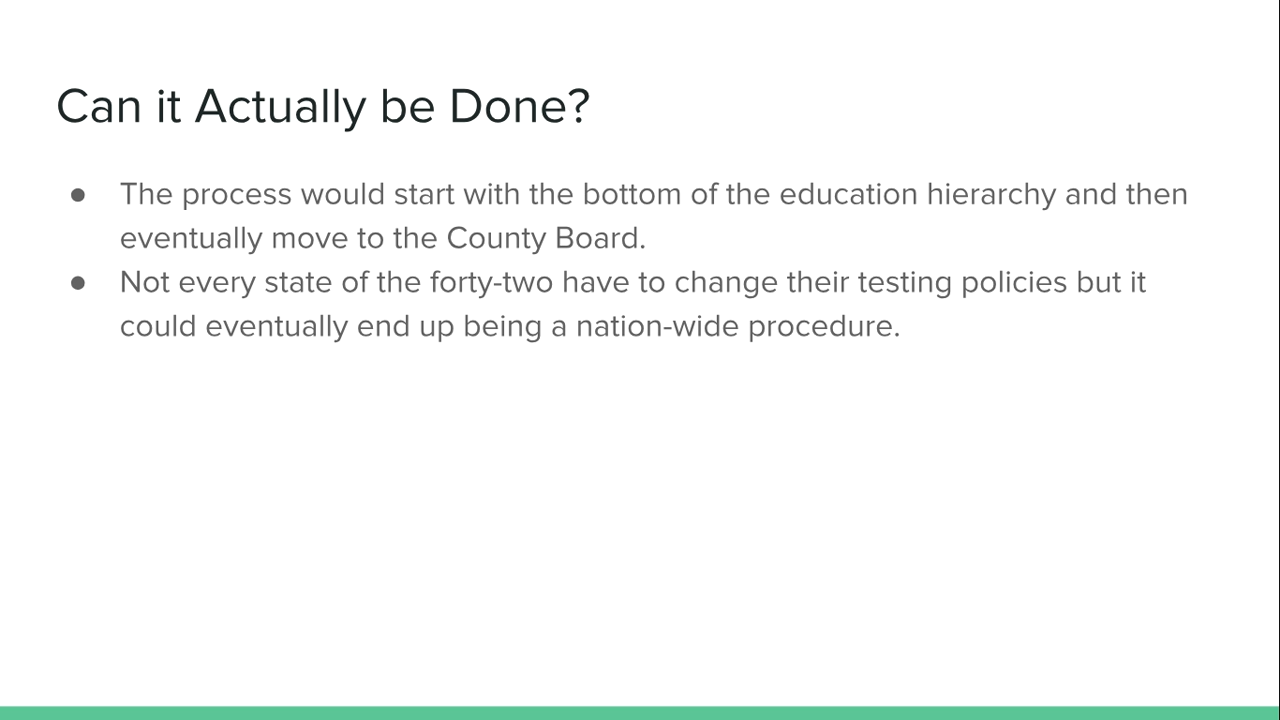 Can it Actually be Done?
● The process would start with the bottom of the education hierarchy and then
eventually move to the County Board.
● Not every state of the forty-two have to change their testing policies but it
could eventually end up being a nation-wide procedure.